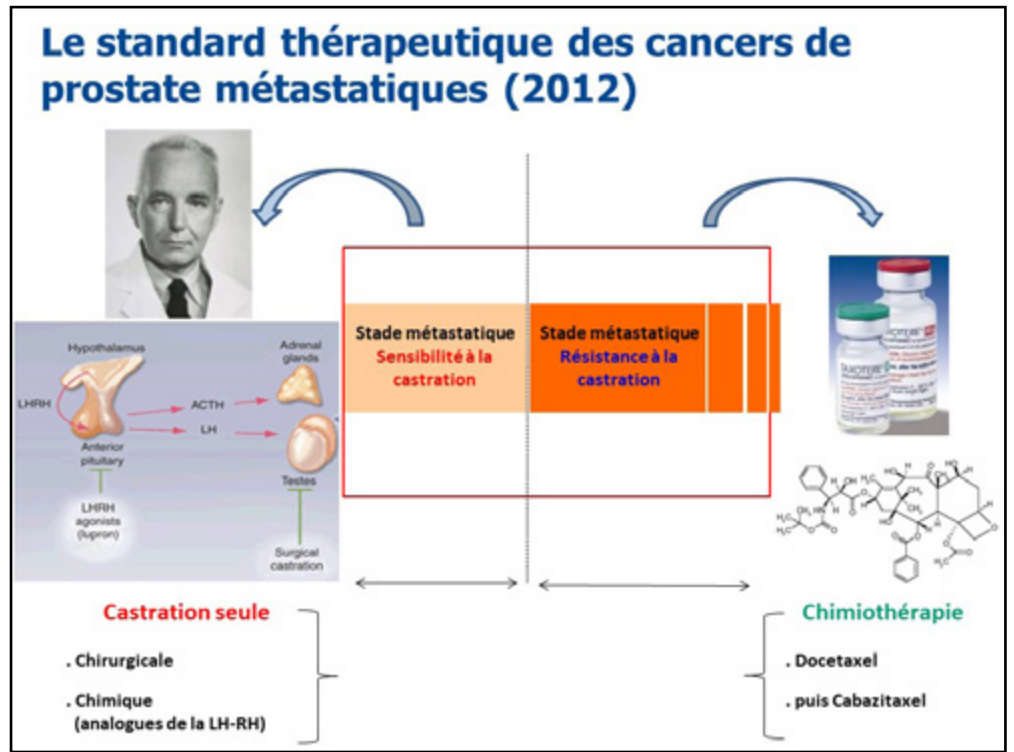 Le standard thérapeutique des cancers de
prostate métastatiques (2012)
Hypothalamus
Adrenal
glands
LHRH
ACTH
LH
Anterior
pituitary
Testes
LHRH
agonists
(lupron)
Surgical
castration
Stade métastatique
Sensibilité à la
castration
Stade métastatique
Résistance à la
castration
TAXOTERE
Castration seule
. Chirurgicale
. Chimique
(analogues de la LH-RH)
Chimiothérapie
. Docetaxel
. puis Cabazitaxel